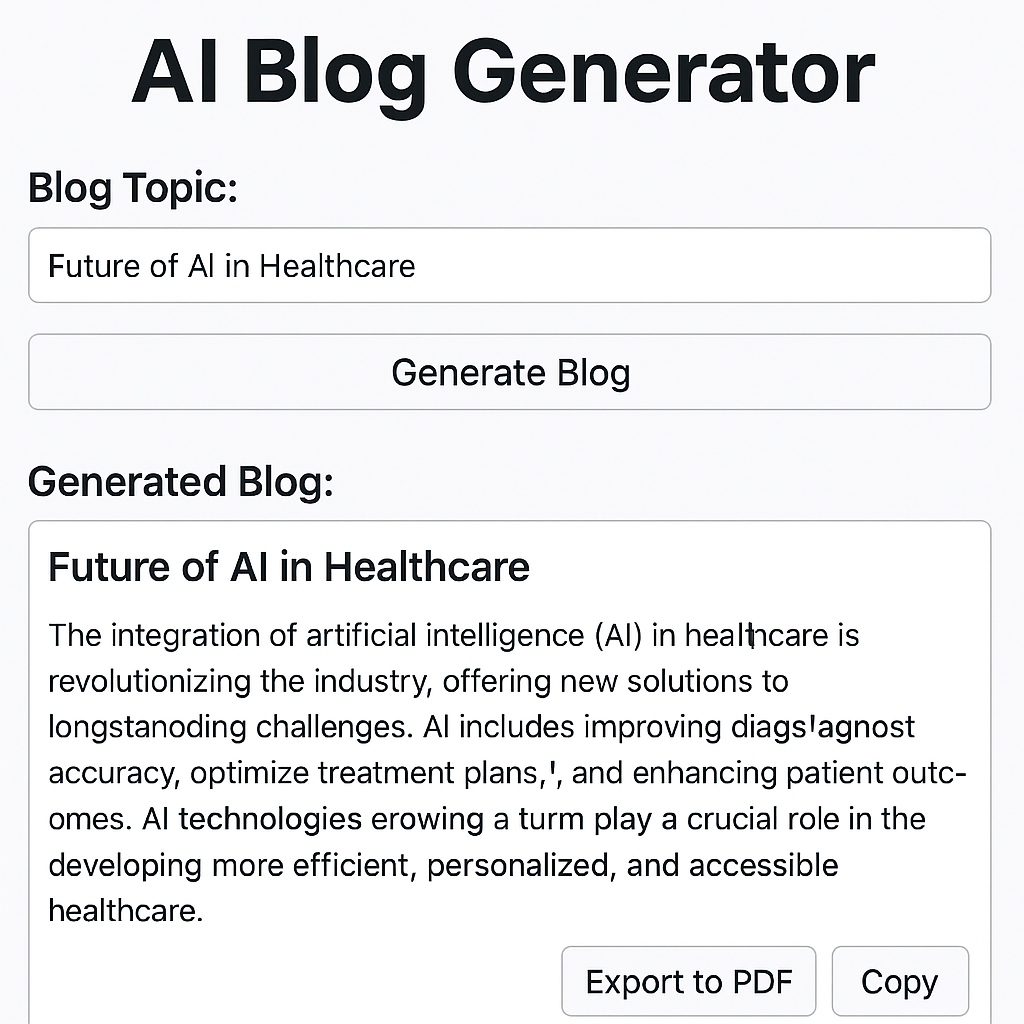 AI Blog Generator
Blog Topic:
Future of AI in Healthcare
Generate Blog
Generated Blog:
Future of AI in Healthcare
The integration of artificial intelligence (AI) in healthcare is
revolutionizing the industry, offering new solutions to
longstanoding challenges. AI includes improving diags'agnost
accuracy, optimize treatment plans,', and enhancing patient outc-
omes. AI technologies erowing a turm play a crucial role in the
developing more efficient, personalized, and accessible
healthcare.
Export to PDF
Copy